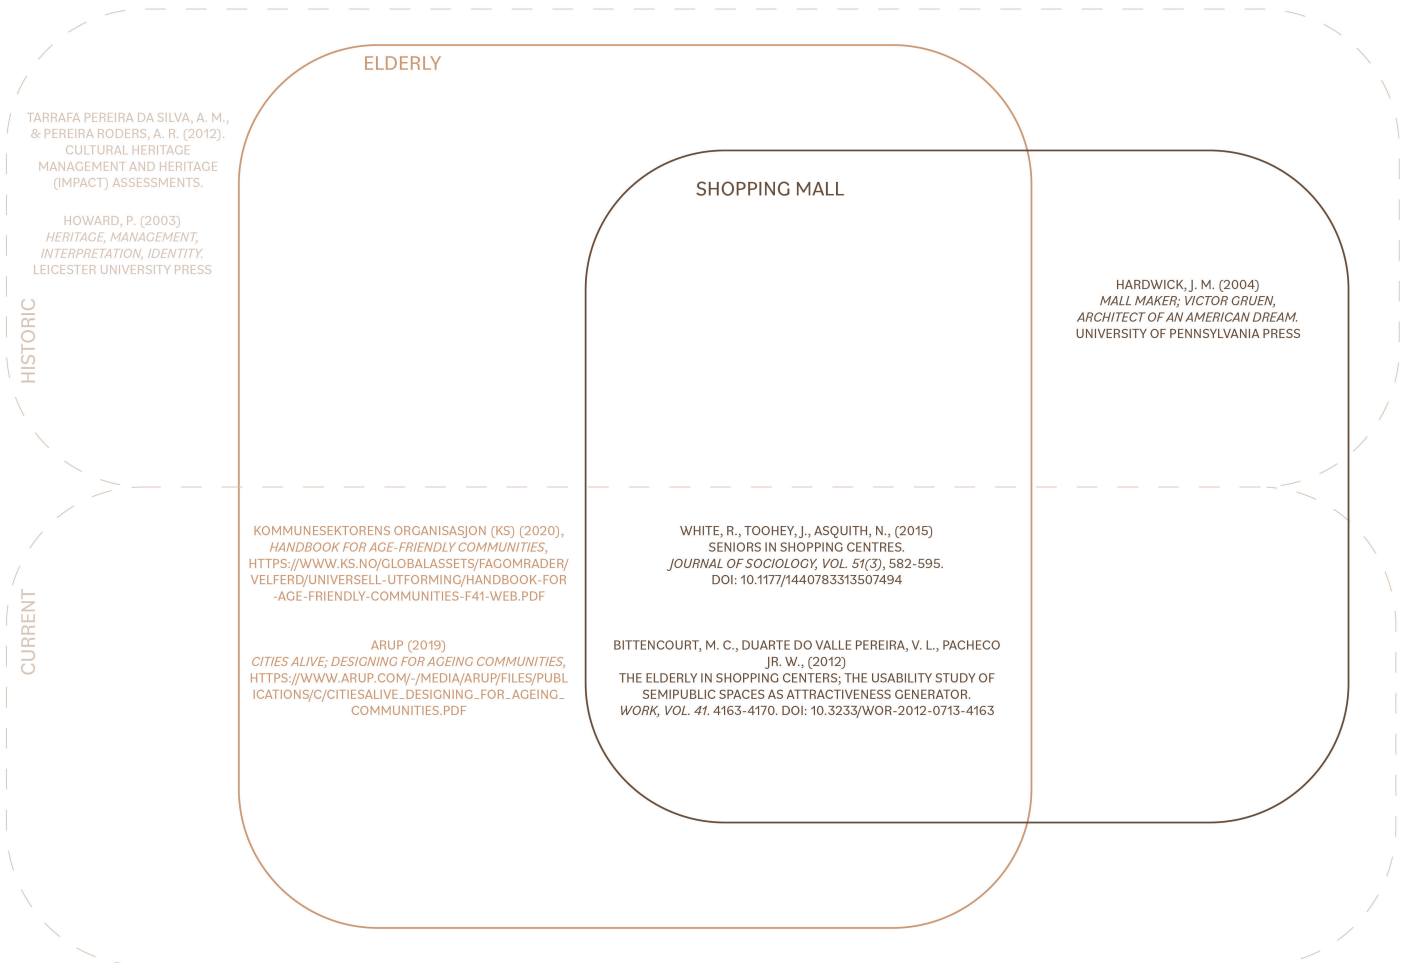 ELDERLY
TARRAFA PEREIRA DA SILVA, A. M.,
& PEREIRA RODERS, A. R. (2012).
CULTURAL HERITAGE
MANAGEMENT AND HERITAGE
(IMPACT) ASSESSMENTS.
HOWARD, P. (2003)
HERITAGE, MANAGEMENT,
INTERPRETATION, IDENTITY.
LEICESTER UNIVERSITY PRESS
HISTORIC
SHOPPING MALL
HARDWICK, J. M. (2004)
MALL MAKER; VICTOR GRUEN,
ARCHITECT OF AN AMERICAN DREAM.
UNIVERSITY OF PENNSYLVANIA PRESS
CURRENT
KOMMUNESEKTORENS ORGANISASJON (KS) (2020),
HANDBOOK FOR AGE-FRIENDLY COMMUNITIES,
HTTPS://WWW.KS.NO/GLOBALASSETS/FAGOMRADER/
VELFERD/UNIVERSELL-UTFORMING/HANDBOOK-FOR
-AGE-FRIENDLY-COMMUNITIES-F41-WEB.PDF
ARUP (2019)
CITIES ALIVE; DESIGNING FOR AGEING COMMUNITIES,
HTTPS://WWW.ARUP.COM/-/MEDIA/ARUP/FILES/PUBL
ICATIONS/C/CITIESALIVE_DESIGNING_FOR_AGEING_
COMMUNITIES.PDF
WHITE, R., TOOHEY, J., ASQUITH, N., (2015)
SENIORS IN SHOPPING CENTRES.
JOURNAL OF SOCIOLOGY, VOL. 51(3), 582-595.
DOI: 10.1177/1440783313507494
BITTENCOURT, M. C., DUARTE DO VALLE PEREIRA, V. L., PACHECO
JR. W., (2012)
THE ELDERLY IN SHOPPING CENTERS; THE USABILITY STUDY OF
SEMIPUBLIC SPACES AS ATTRACTIVENESS GENERATOR.
WORK, VOL. 41. 4163-4170. DOI: 10.3233/WOR-2012-0713-4163